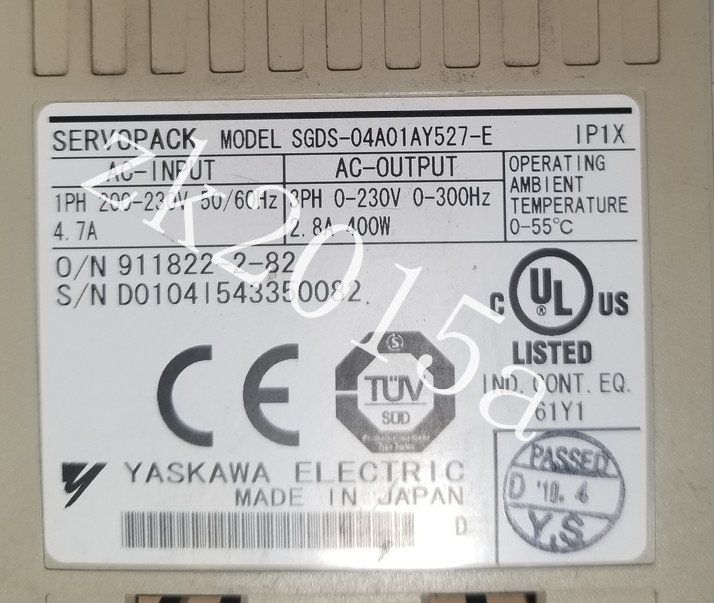 SERVOPACK MODEL SGDS-04A01AY527-E IP1X
AC-INPUT
1PH 200-230V 50/60Hz
4.7A
AC-OUTPUT
3PH 0-230V 0-300Hz
2.8A 400W
OPERATING
AMBIENT
TEMPERATURE
0-55°C
O/N 911822-2-82
S/N D0104I543350082
C UL ® US
LISTED
IND. CONT. EQ.
61Y1
CE
TÜV
SÜD
YASKAWA ELECTRIC
MADE IN JAPAN
D
PASSED
D '10. 4
Y.S
zk2015a